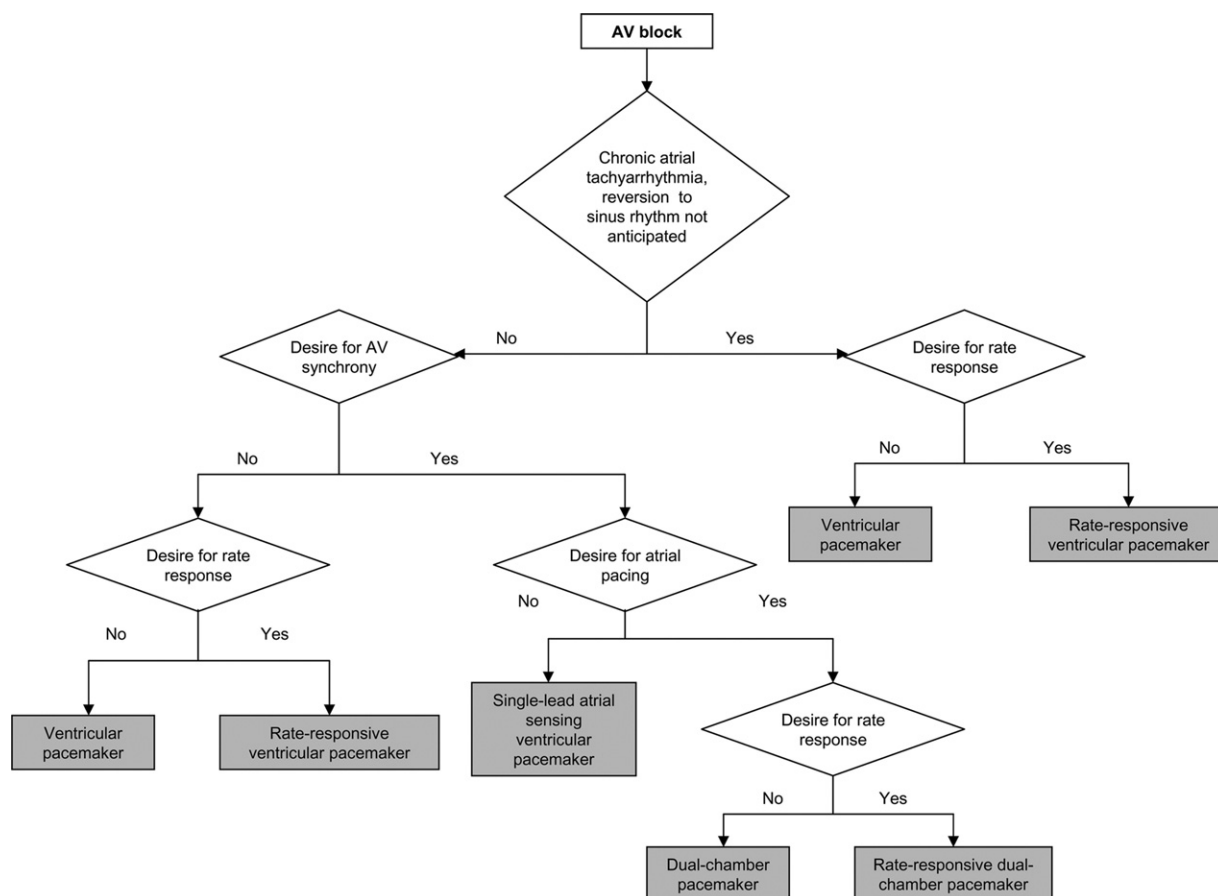 AV block
Chronic atrial
tachyarrhythmia,
reversion to
sinus rhythm not
anticipated
No
Yes
Desire for AV
synchrony
Desire for rate
response
No
Yes
No
Yes
Desire for rate
response
Desire for atrial
pacing
Ventricular
pacemaker
Rate-responsive
ventricular pacemaker
No
Yes
No
Yes
Ventricular
pacemaker
Rate-responsive
ventricular pacemaker
Single-lead atrial
sensing
ventricular
pacemaker
Desire for rate
response
No
Yes
Dual-chamber
pacemaker
Rate-responsive dual-
chamber pacemaker